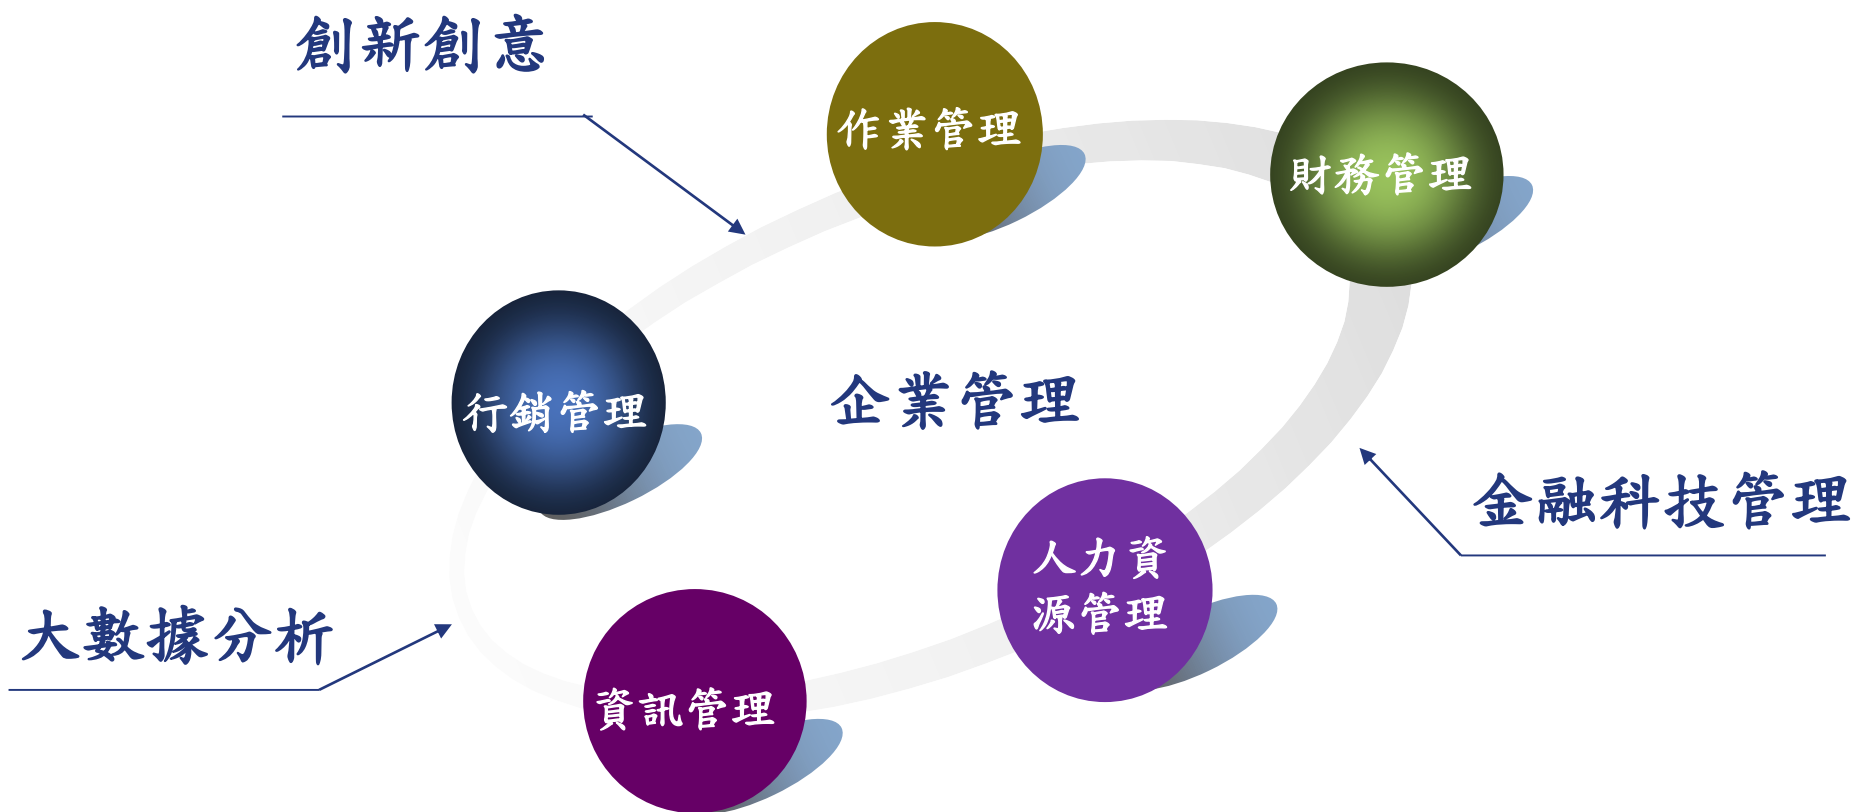 創新創意
作業管理
財務管理
行銷管理
企業管理
金融科技管理
人力資
源管理
大數據分析
資訊管理